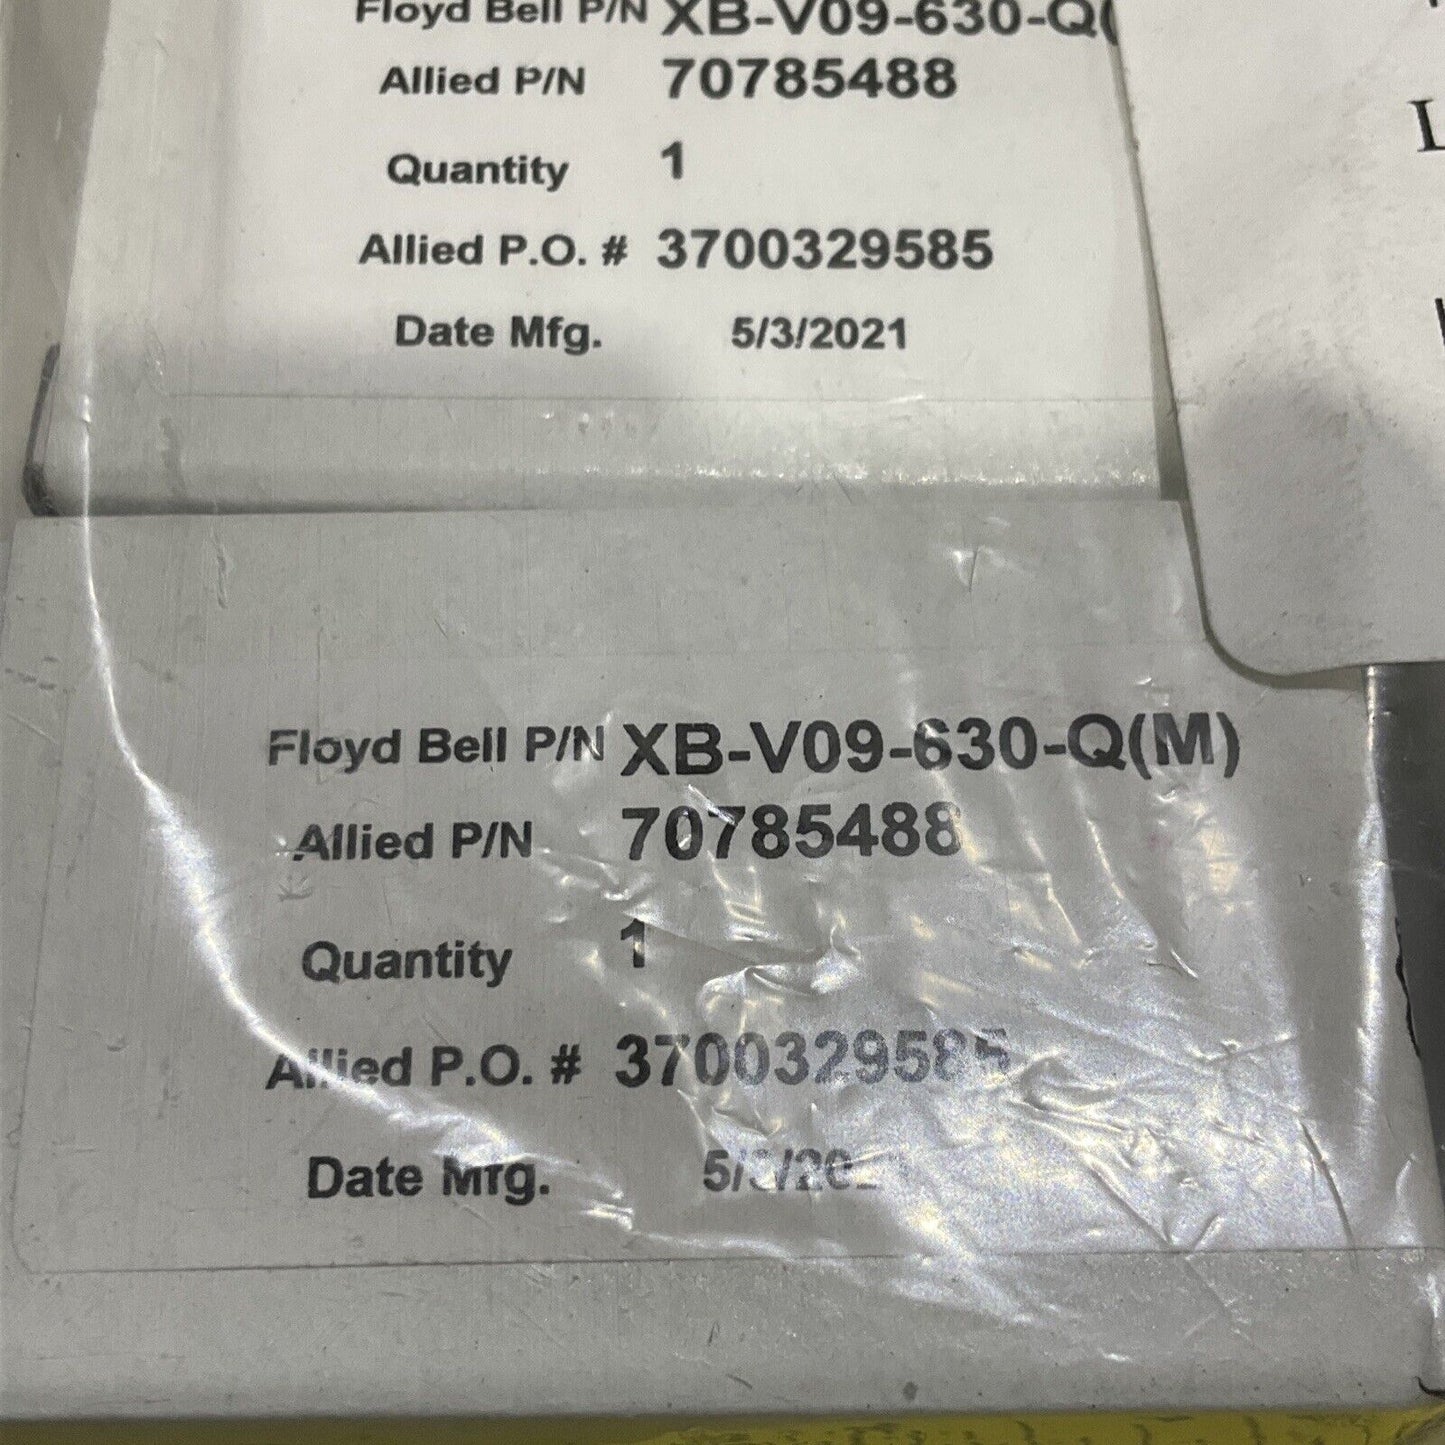 Floyd Bell P/N XB-V09-630-Q(
Allied P/N 70785488
Quantity 1
Allied P.O. # 3700329585
Date Mfg. 5/3/2021
L
Floyd Bell P/N XB-V09-630-Q(M)
Allied P/N 70785488
Quantity 1
Allied P.O. # 3700329585
Date Mfg.